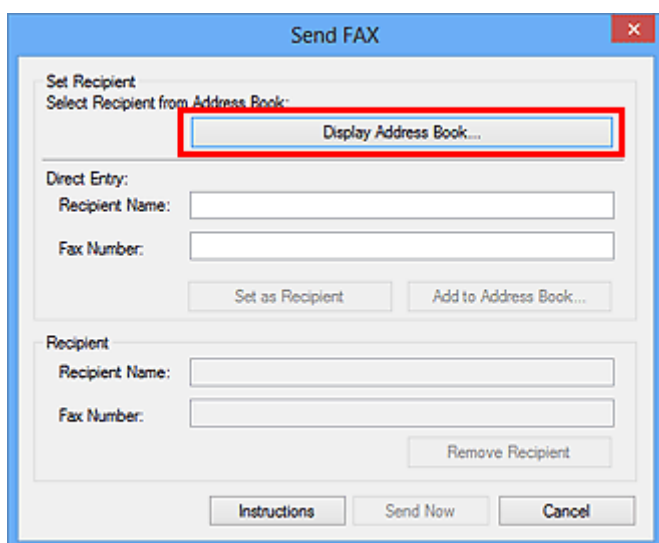 Send FAX
Set Recipient
Select Recipient from Address Book:
Display Address Book...
Direct Entry:
Recipient Name:
Fax Number:
Set as Recipient Add to Address Book...
Recipient
Recipient Name:
Fax Number:
Remove Recipient
Instructions Send Now Cancel